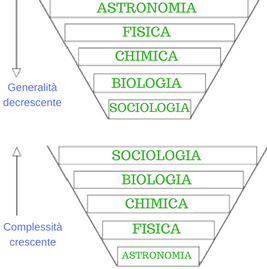 ASTRONOMIA
FISICA
CHIMICA
BIOLOGIA
SOCIOLOGIA
Generalità
decrescente
SOCIOLOGIA
BIOLOGIA
CHIMICA
FISICA
ASTRONOMIA
Complessità
crescente